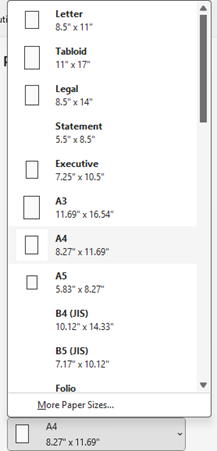 Letter
8.5" x 11"
Tabloid
11" x 17"
Legal
8.5" x 14"
Statement
5.5" x 8.5"
Executive
7.25" x 10.5"
A3
11.69" x 16.54"
A4
8.27" x 11.69"
A5
5.83" x 8.27"
B4 (JIS)
10.12" x 14.33"
B5 (JIS)
7.17" x 10.12"
Folio
More Paper Sizes...
A4
8.27" x 11.69"